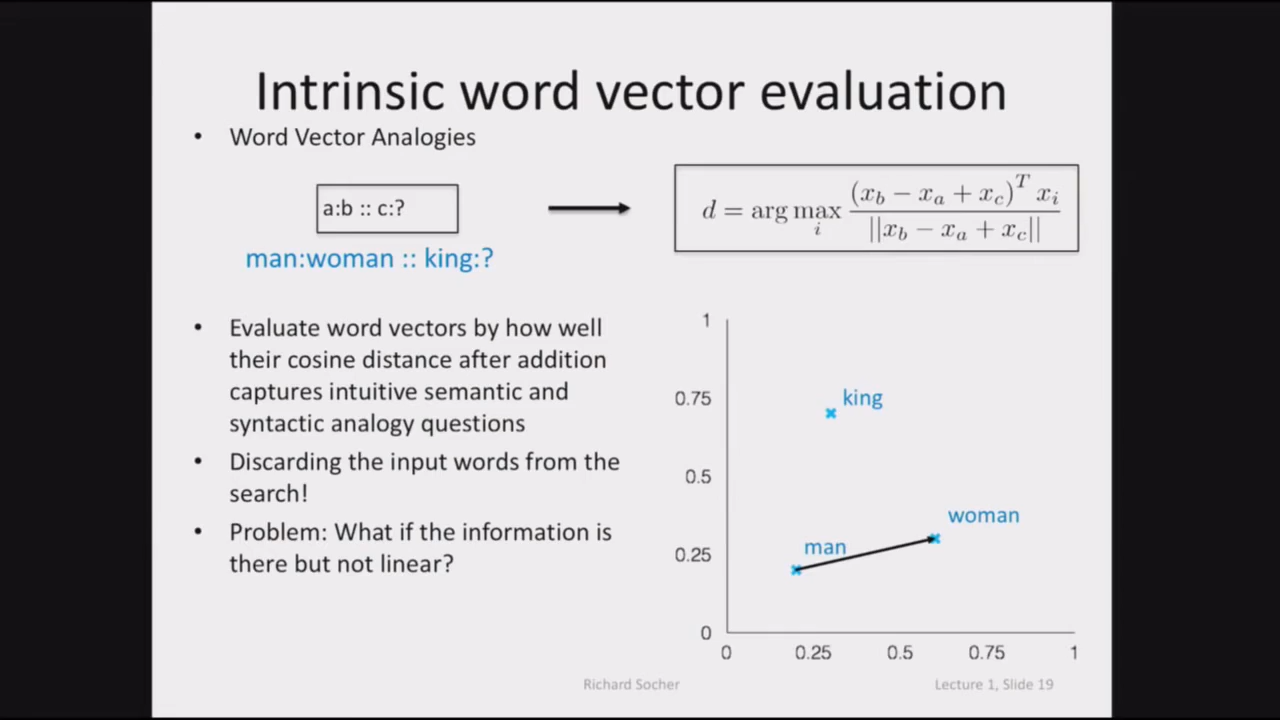 Intrinsic word vector evaluation
• Word Vector Analogies
a:b :: c:?
d = arg max_i (x_b − x_a + x_c)^T x_i / ||x_b − x_a + x_c||
man:woman :: king:?
• Evaluate word vectors by how well
their cosine distance after addition
captures intuitive semantic and
syntactic analogy questions
• Discarding the input words from the
search!
• Problem: What if the information is
there but not linear?
1
0.75
king
0.5
woman
0.25
man
0
0 0.25 0.5 0.75 1
Richard Socher
Lecture 1, Slide 19